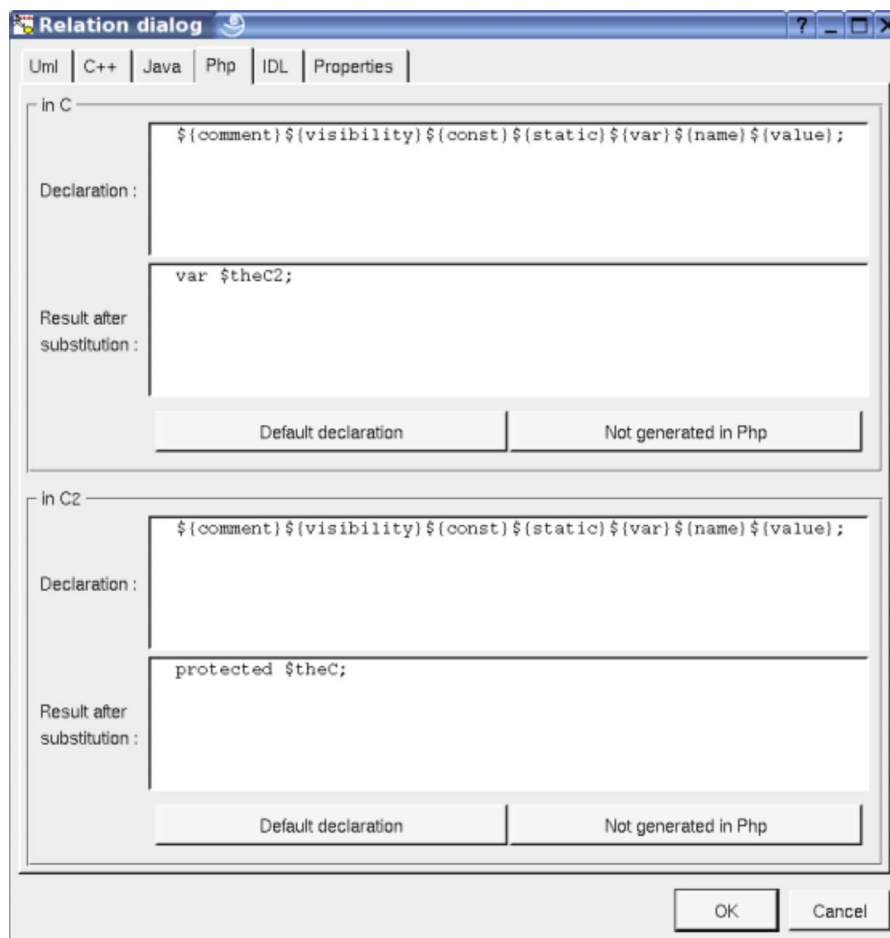 Relation dialog
Uml C++ Java Php IDL Properties
in C
${comment}${visibility}${const}${static}${var}${name}${value};
Declaration :
var $theC2;
Result after
substitution :
Default declaration Not generated in Php
in C2
${comment}${visibility}${const}${static}${var}${name}${value};
Declaration :
protected $theC;
Result after
substitution :
Default declaration Not generated in Php
OK Cancel